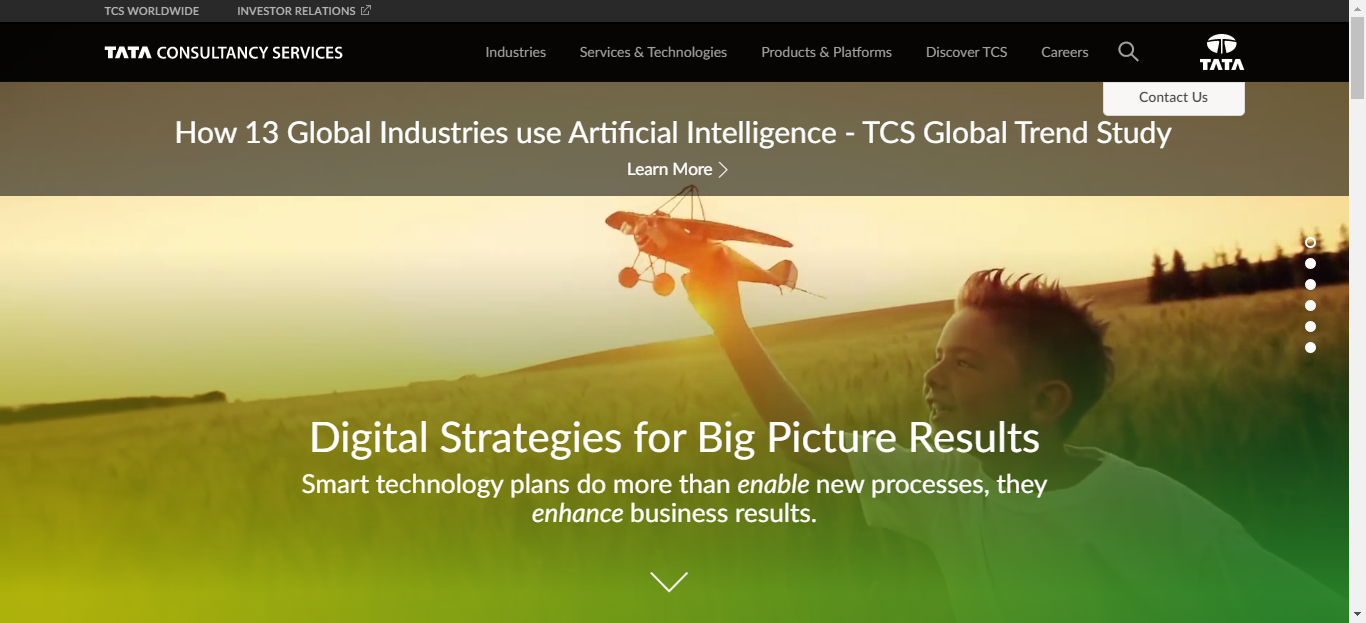 TCS WORLDWIDE
INVESTOR RELATIONS
TATA CONSULTANCY SERVICES
Industries
Services & Technologies
Products & Platforms
Discover TCS
Careers
TATA
Contact Us
How 13 Global Industries use Artificial Intelligence - TCS Global Trend Study
Learn More
Digital Strategies for Big Picture Results
Smart technology plans do more than enable new processes, they
enhance business results.